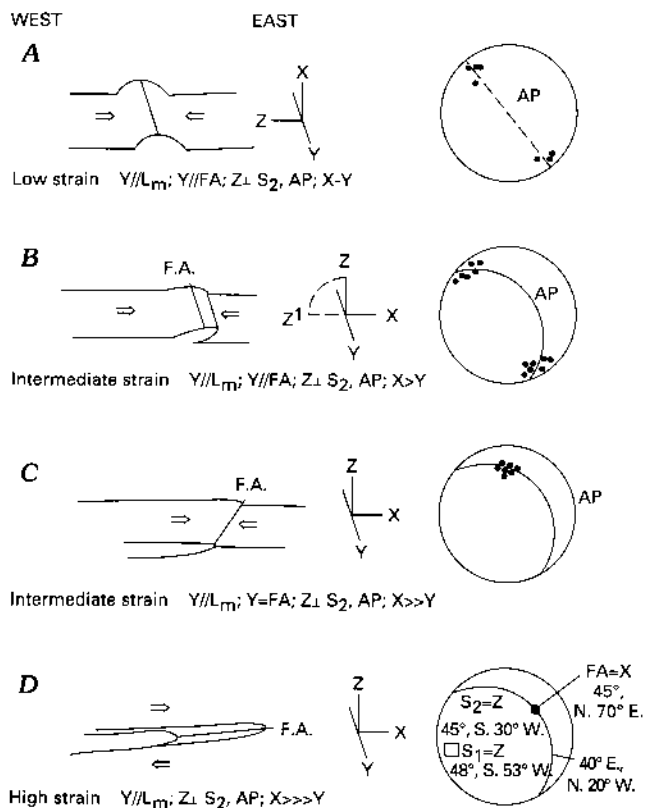 WEST EAST
A
X
Z
Y
AP
Low strain Y//Lm; Y//FA; Z⊥ S2, AP; X-Y
B
F.A.
Z
Z1
X
Y
AP
Intermediate strain Y//Lm; Y//FA; Z⊥ S2, AP; X>Y
C
F.A.
Z
X
Y
AP
Intermediate strain Y//Lm; Y=FA; Z⊥ S2, AP; X>>Y
D
F.A.
Z
X
Y
FA=X
45°,
N. 70° E.
S2=Z
45°, S. 30° W.
S1=Z
48°, S. 53° W.
40° E.,
N. 20° W.
High strain Y//Lm; Z⊥ S2, AP; X>>>Y